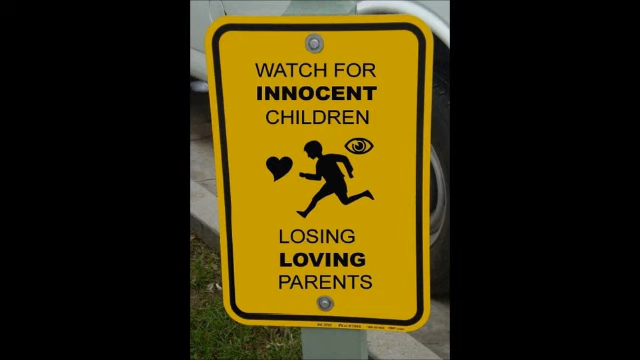 WATCH FOR
INNOCENT
CHILDREN
LOSING
LOVING
PARENTS